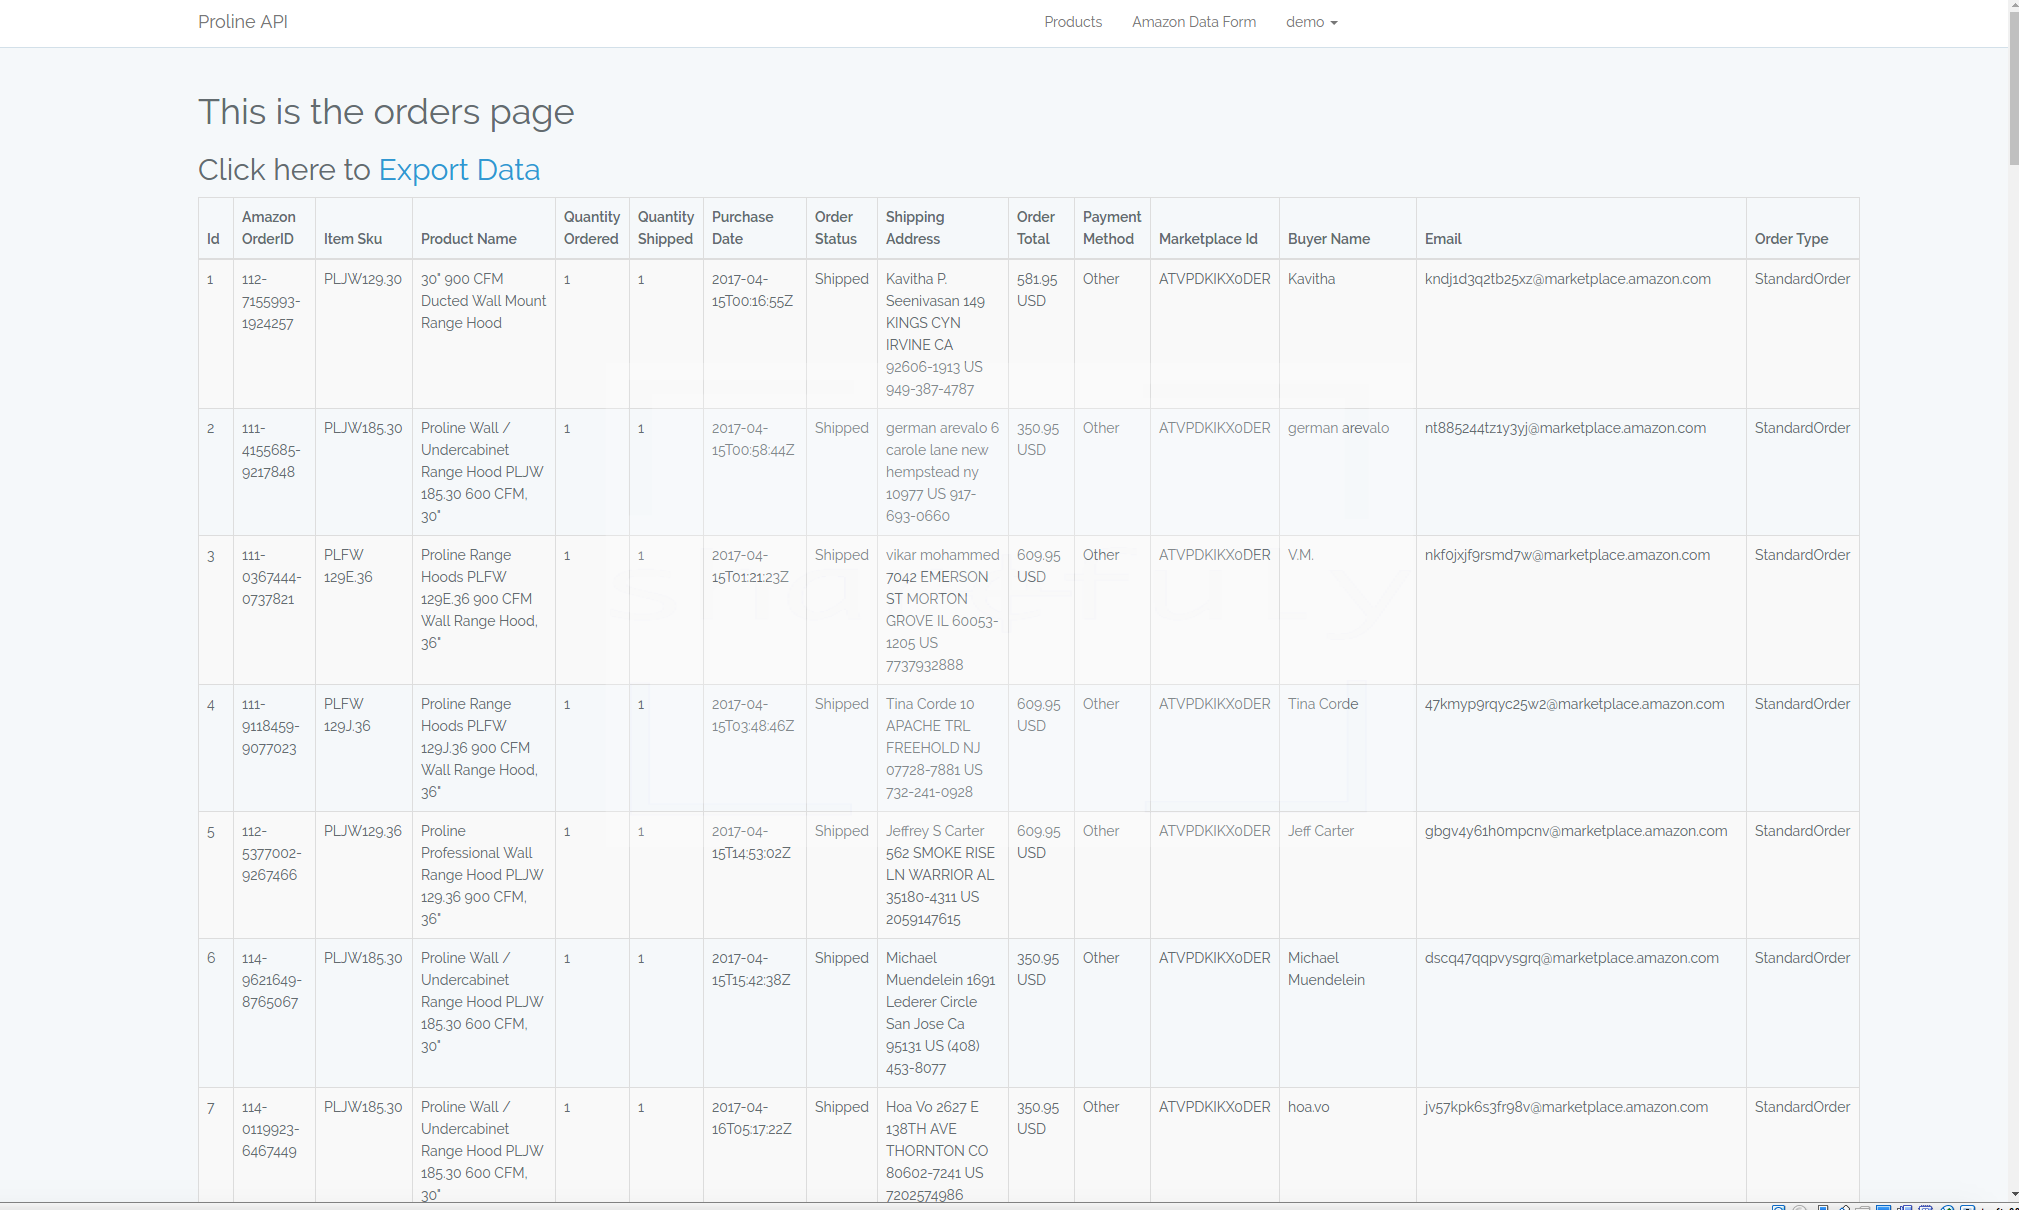 Proline API Products Amazon Data Form demo
This is the orders page
Click here to Export Data
Id Amazon OrderID Item Sku Product Name Quantity Ordered Quantity Shipped Purchase Date Order Status Shipping Address Order Total Payment Method Marketplace Id Buyer Name Email Order Type
1 112-7155993-1924257 PLJW129.30 30" 900 CFM Ducted Wall Mount Range Hood 1 1 2017-04-15T00:16:55Z Shipped Kavitha P. Seenivasan 149 KINGS CYN IRVINE CA 92606-1913 US 949-387-4787 581.95 USD Other ATVPDKIKX0DER Kavitha kndj1d3q2tb25xz@marketplace.amazon.com StandardOrder
2 111-4155685-9217848 PLJW185.30 Proline Wall / Undercabinet Range Hood PLJW 185.30 600 CFM, 30" 1 1 2017-04-15T00:58:44Z Shipped german arevalo 6 carole lane new hempstead ny 10977 US 917-693-0660 350.95 USD Other ATVPDKIKX0DER german arevalo nt885244tz1y3yj@marketplace.amazon.com StandardOrder
3 111-0367444-0737821 PLFW 129E.36 Proline Range Hoods PLFW 129E.36 900 CFM Wall Range Hood, 36" 1 1 2017-04-15T01:21:23Z Shipped vikar mohammed 7042 EMERSON ST MORTON GROVE IL 60053-1205 US 7737932888 609.95 USD Other ATVPDKIKX0DER V.M. nkf0jxjf9rsmd7w@marketplace.amazon.com StandardOrder
4 111-9118459-9077023 PLFW 129J.36 Proline Range Hoods PLFW 129J.36 900 CFM Wall Range Hood, 36" 1 1 2017-04-15T03:48:46Z Shipped Tina Corde 10 APACHE TRL FREEHOLD NJ 07728-7881 US 732-241-0928 609.95 USD Other ATVPDKIKX0DER Tina Corde 47kmyp9rqyc25w2@marketplace.amazon.com StandardOrder
5 112-5377002-9267466 PLJW129.36 Proline Professional Wall Range Hood PLJW 129.36 900 CFM, 36" 1 1 2017-04-15T14:53:02Z Shipped Jeffrey S Carter 562 SMOKE RISE LN WARRIOR AL 35180-4311 US 2059147615 609.95 USD Other ATVPDKIKX0DER Jeff Carter gbgv4y61h0mpcnv@marketplace.amazon.com StandardOrder
6 114-9621649-8765067 PLJW185.30 Proline Wall / Undercabinet Range Hood PLJW 185.30 600 CFM, 30" 1 1 2017-04-15T15:42:38Z Shipped Michael Muendelein 1691 Lederer Circle San Jose Ca 95131 US (408) 453-8077 350.95 USD Other ATVPDKIKX0DER Michael Muendelein dscq47qqpvysgrq@marketplace.amazon.com StandardOrder
7 114-0119923-6467449 PLJW185.30 Proline Wall / Undercabinet Range Hood PLJW 185.30 600 CFM, 30" 1 1 2017-04-16T05:17:22Z Shipped Hoa Vo 2627 E 138TH AVE THORNTON CO 80602-7241 US 7202574986 350.95 USD Other ATVPDKIKX0DER hoa.vo jv57kpk6s3fr98v@marketplace.amazon.com StandardOrder